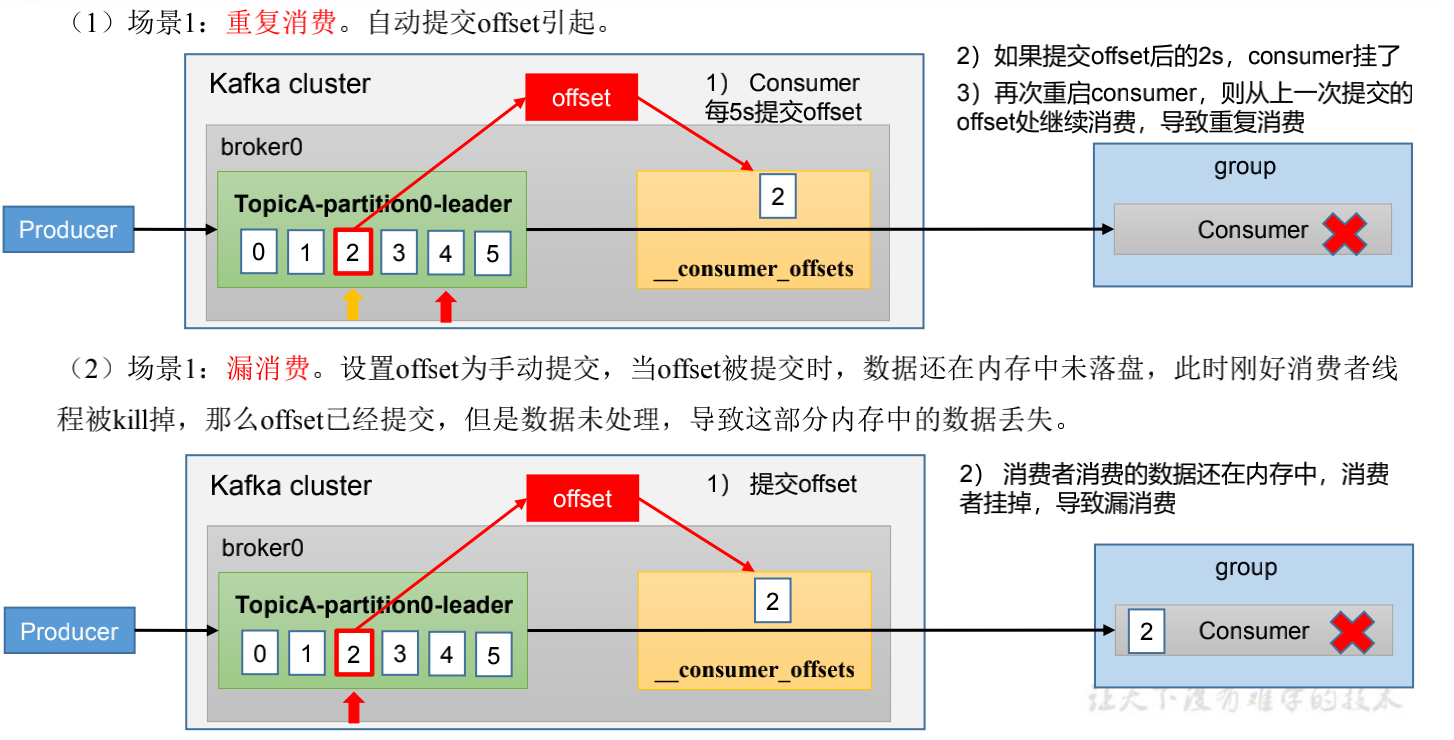 （1）场景1：重复消费。自动提交offset引起。
Kafka cluster
offset
1） Consumer
每5s提交offset
2）如果提交offset后的2s，consumer挂了
3）再次重启consumer，则从上一次提交的
offset处继续消费，导致重复消费
broker0
TopicA-partition0-leader
0 1 2 3 4 5
2
__consumer_offsets
Producer
group
Consumer
（2）场景1：漏消费。设置offset为手动提交，当offset被提交时，数据还在内存中未落盘，此时刚好消费者线
程被kill掉，那么offset已经提交，但是数据未处理，导致这部分内存中的数据丢失。
Kafka cluster
offset
1） 提交offset
2） 消费者消费的数据还在内存中，消费
者挂掉，导致漏消费
broker0
TopicA-partition0-leader
0 1 2 3 4 5
2
__consumer_offsets
Producer
group
2 Consumer
让天下没有难学的技术